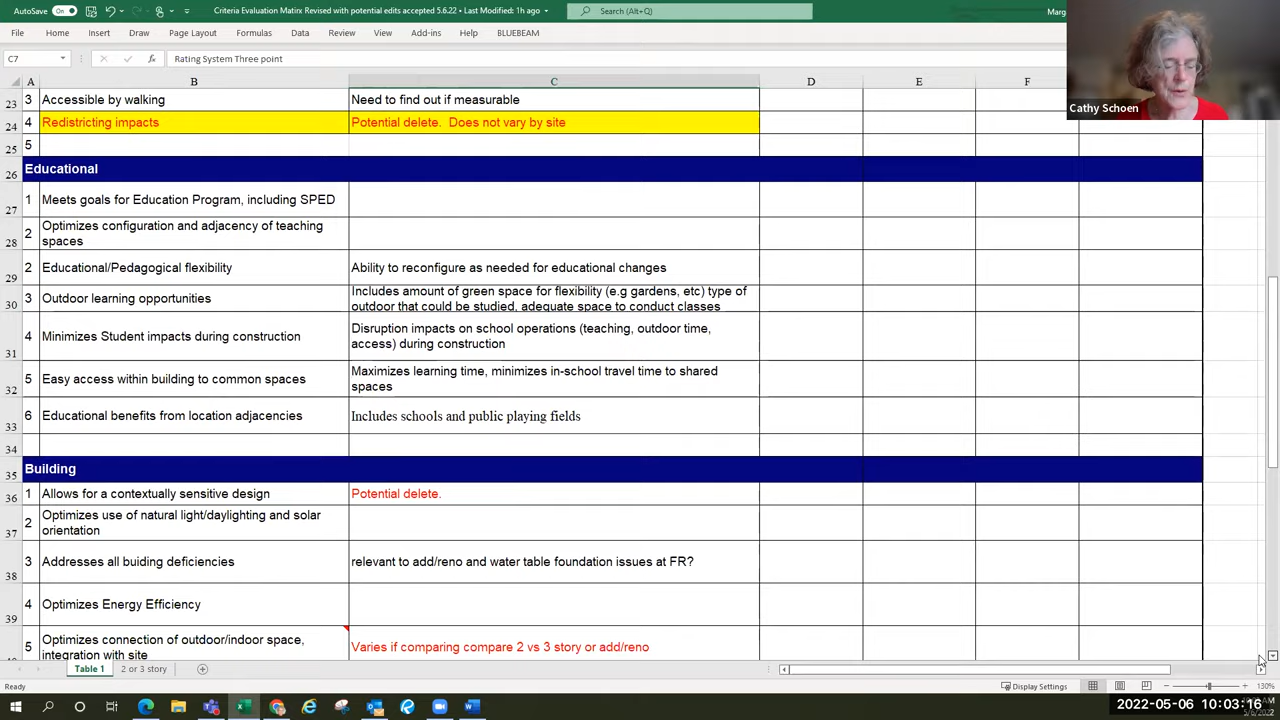 AutoSave On Criteria Evaluation Matirx Revised with potential edits accepted 5.6.22 • Last Modified: 1h ago Search (Alt+Q) Marg
File Home Insert Draw Page Layout Formulas Data Review View Add-ins Help BLUEBEAM
C7 fx Rating System Three point
A B C D E F
Cathy Schoen
23 3 Accessible by walking Need to find out if measurable
24 4 Redistricting impacts Potential delete. Does not vary by site
25 5
26 Educational
27 1 Meets goals for Education Program, including SPED
28 2 Optimizes configuration and adjacency of teaching
spaces
29 2 Educational/Pedagogical flexibility Ability to reconfigure as needed for educational changes
30 3 Outdoor learning opportunities Includes amount of green space for flexibility (e.g gardens, etc) type of
outdoor that could be studied, adequate space to conduct classes
31 4 Minimizes Student impacts during construction Disruption impacts on school operations (teaching, outdoor time,
access) during construction
32 5 Easy access within building to common spaces Maximizes learning time, minimizes in-school travel time to shared
spaces
33 6 Educational benefits from location adjacencies Includes schools and public playing fields
34
35 Building
36 1 Allows for a contextually sensitive design Potential delete.
37 2 Optimizes use of natural light/daylighting and solar
orientation
38 3 Addresses all buiding deficiencies relevant to add/reno and water table foundation issues at FR?
39 4 Optimizes Energy Efficiency
5 Optimizes connection of outdoor/indoor space,
integration with site Varies if comparing compare 2 vs 3 story or add/reno
Table 1 2 or 3 story
Ready Display Settings 130%
2022-05-06 10:03:16